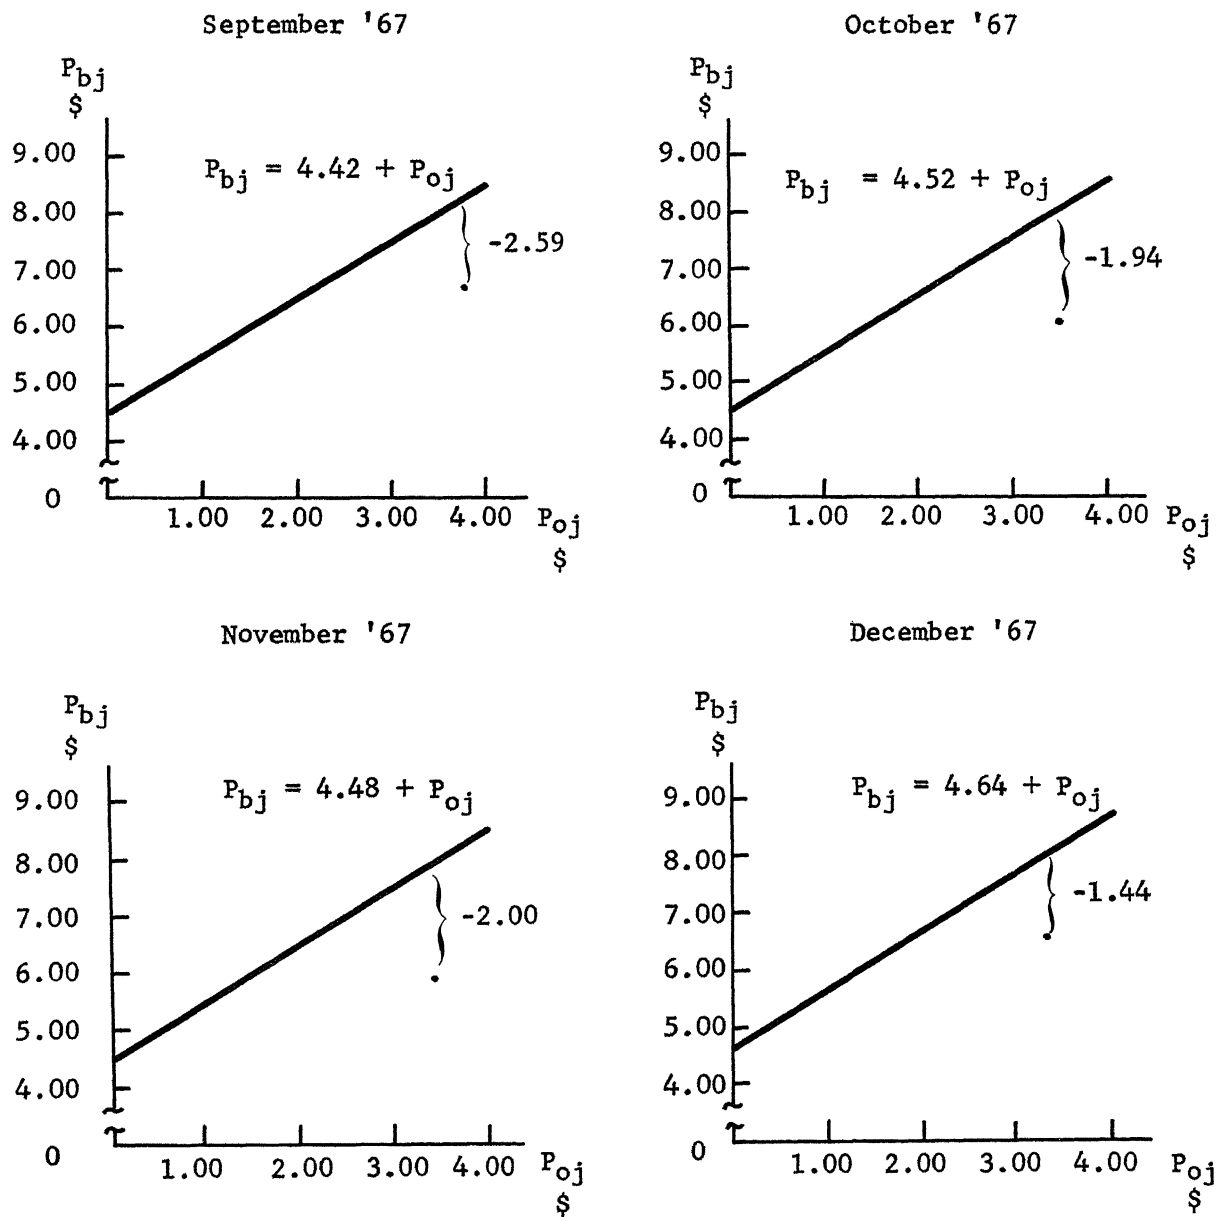 September '67
P_bj
$
9.00
8.00
7.00
6.00
5.00
4.00
0
P_bj = 4.42 + P_oj
-2.59
1.00 2.00 3.00 4.00 P_oj
$
October '67
P_bj
$
9.00
8.00
7.00
6.00
5.00
4.00
0
P_bj = 4.52 + P_oj
-1.94
1.00 2.00 3.00 4.00 P_oj
$
November '67
P_bj
$
9.00
8.00
7.00
6.00
5.00
4.00
0
P_bj = 4.48 + P_oj
-2.00
1.00 2.00 3.00 4.00 P_oj
$
December '67
P_bj
$
9.00
8.00
7.00
6.00
5.00
4.00
0
P_bj = 4.64 + P_oj
-1.44
1.00 2.00 3.00 4.00 P_oj
$